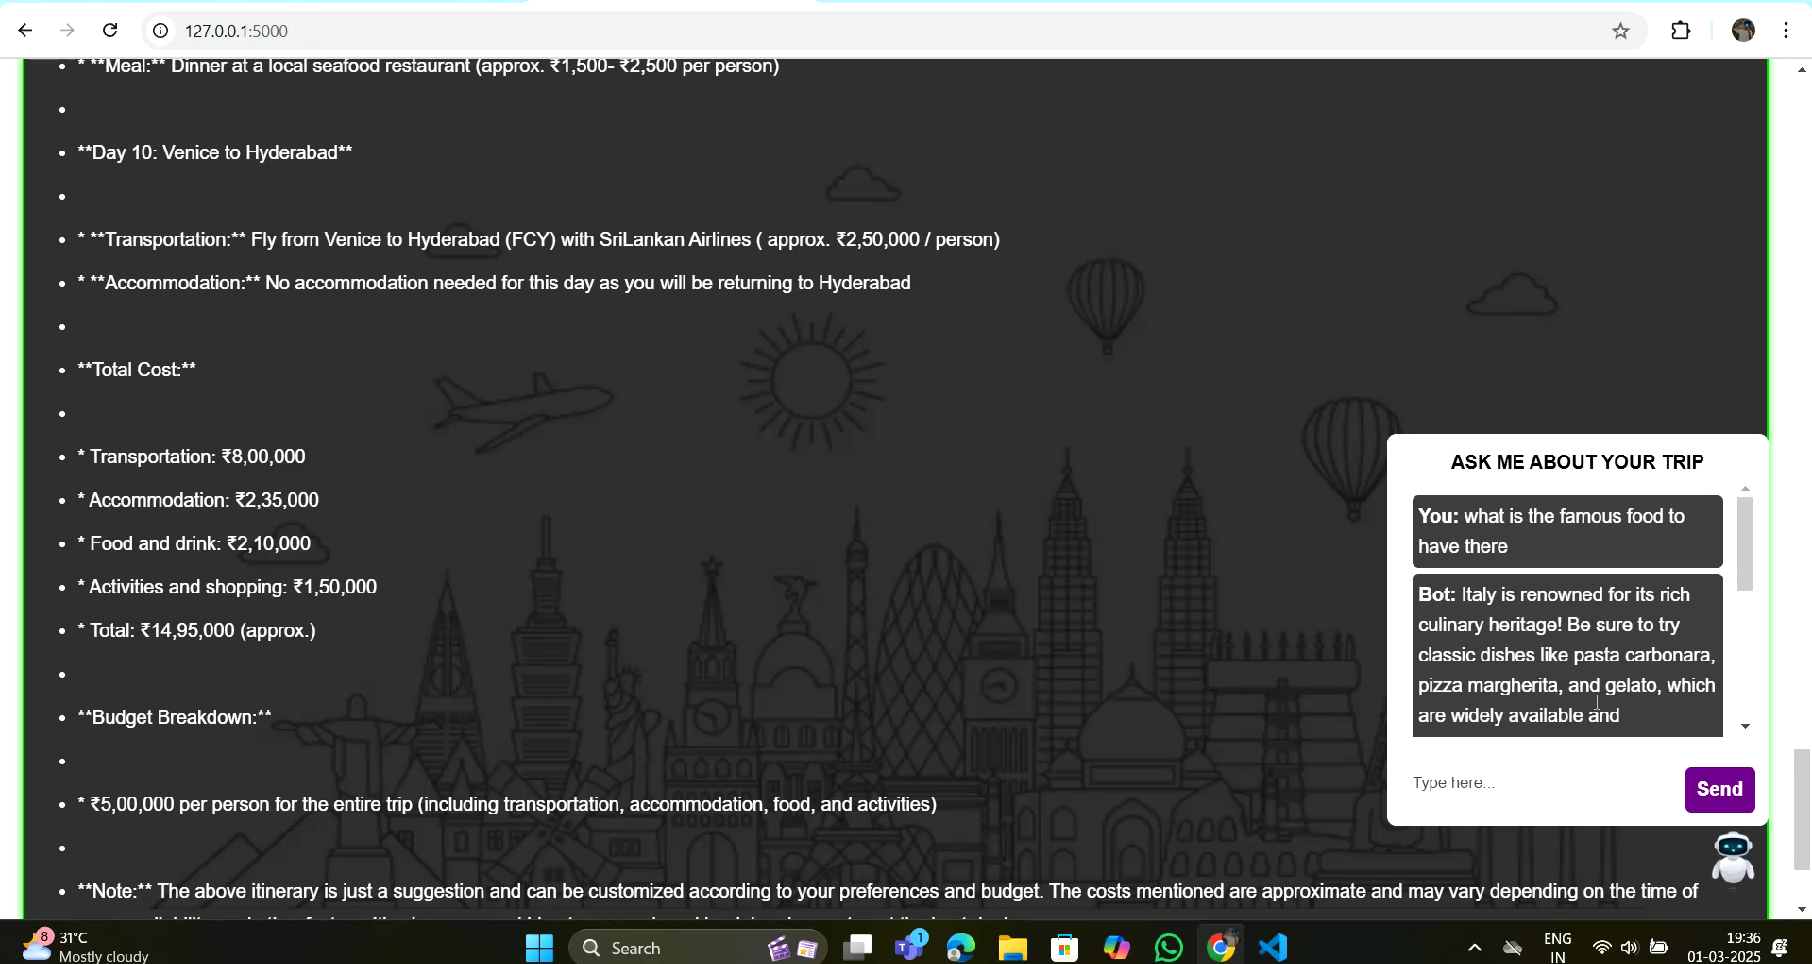 127.0.0.1:5000
• * **Meal:** Dinner at a local seafood restaurant (approx. ₹1,500- ₹2,500 per person)
•
• **Day 10: Venice to Hyderabad**
•
• * **Transportation:** Fly from Venice to Hyderabad (FCY) with SriLankan Airlines ( approx. ₹2,50,000 / person)
• * **Accommodation:** No accommodation needed for this day as you will be returning to Hyderabad
•
• **Total Cost:**
•
• * Transportation: ₹8,00,000
• * Accommodation: ₹2,35,000
• * Food and drink: ₹2,10,000
• * Activities and shopping: ₹1,50,000
• * Total: ₹14,95,000 (approx.)
•
• **Budget Breakdown:**
•
• * ₹5,00,000 per person for the entire trip (including transportation, accommodation, food, and activities)
•
• **Note:** The above itinerary is just a suggestion and can be customized according to your preferences and budget. The costs mentioned are approximate and may vary depending on the time of
ASK ME ABOUT YOUR TRIP
You: what is the famous food to
have there
Bot: Italy is renowned for its rich
culinary heritage! Be sure to try
classic dishes like pasta carbonara,
pizza margherita, and gelato, which
are widely available and
Type here...
Send
8
31°C
Mostly cloudy
Search
1
ENG
IN
19:36
01-03-2025